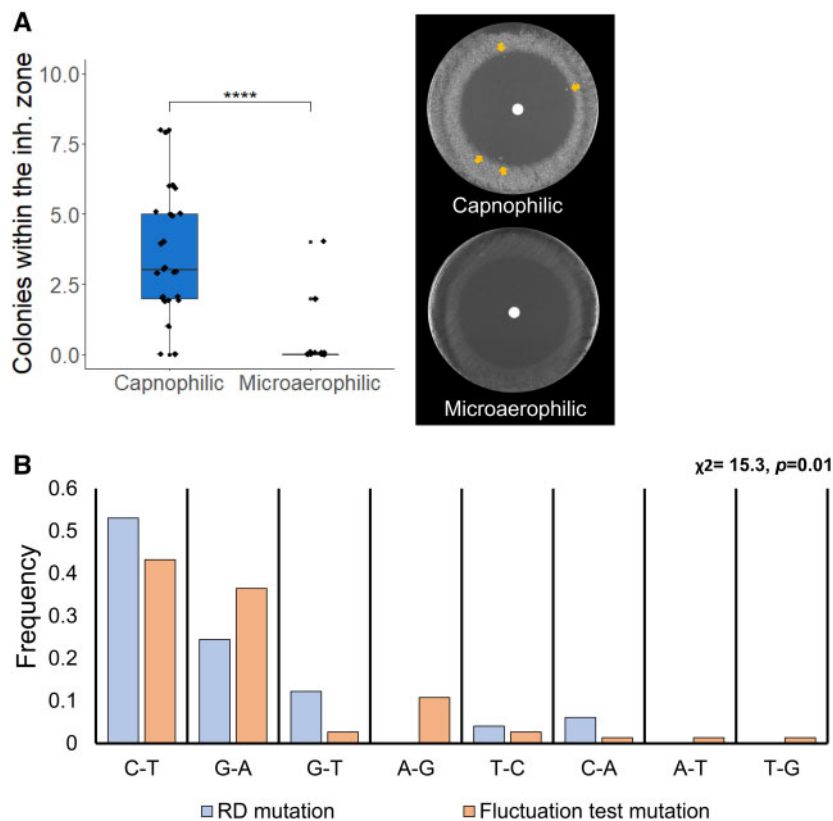 A
Colonies within the inh. zone
10.0
7.5
5.0
2.5
0.0
****
Capnophilic
Microaerophilic
Capnophilic
Microaerophilic
B
χ2= 15.3, p=0.01
Frequency
0.6
0.5
0.4
0.3
0.2
0.1
0
C-T G-A G-T A-G T-C C-A A-T T-G
RD mutation
Fluctuation test mutation